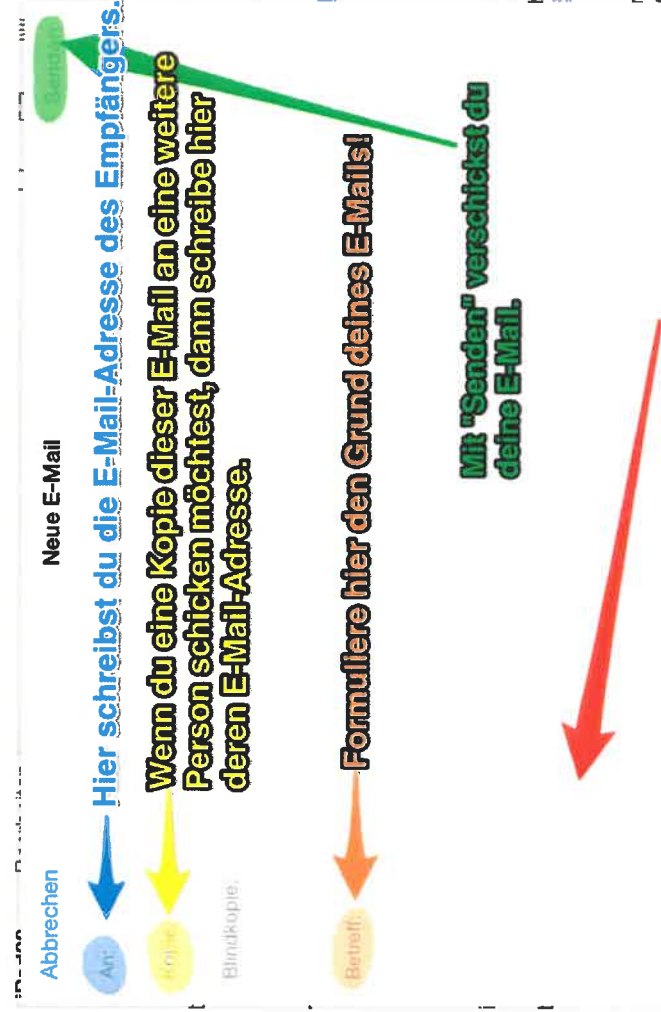 Abbrechen
Neue E-Mail
Senden
An:
Hier schreibst du die E-Mail-Adresse des Empfängers.
Kopie:
Wenn du eine Kopie dieser E-Mail an eine weitere
Person schicken möchtest, dann schreibe hier
deren E-Mail-Adresse.
Blindkopie:
Betreff:
Formuliere hier den Grund deines E-Mails!
Mit "Senden" verschickst du
deine E-Mail.